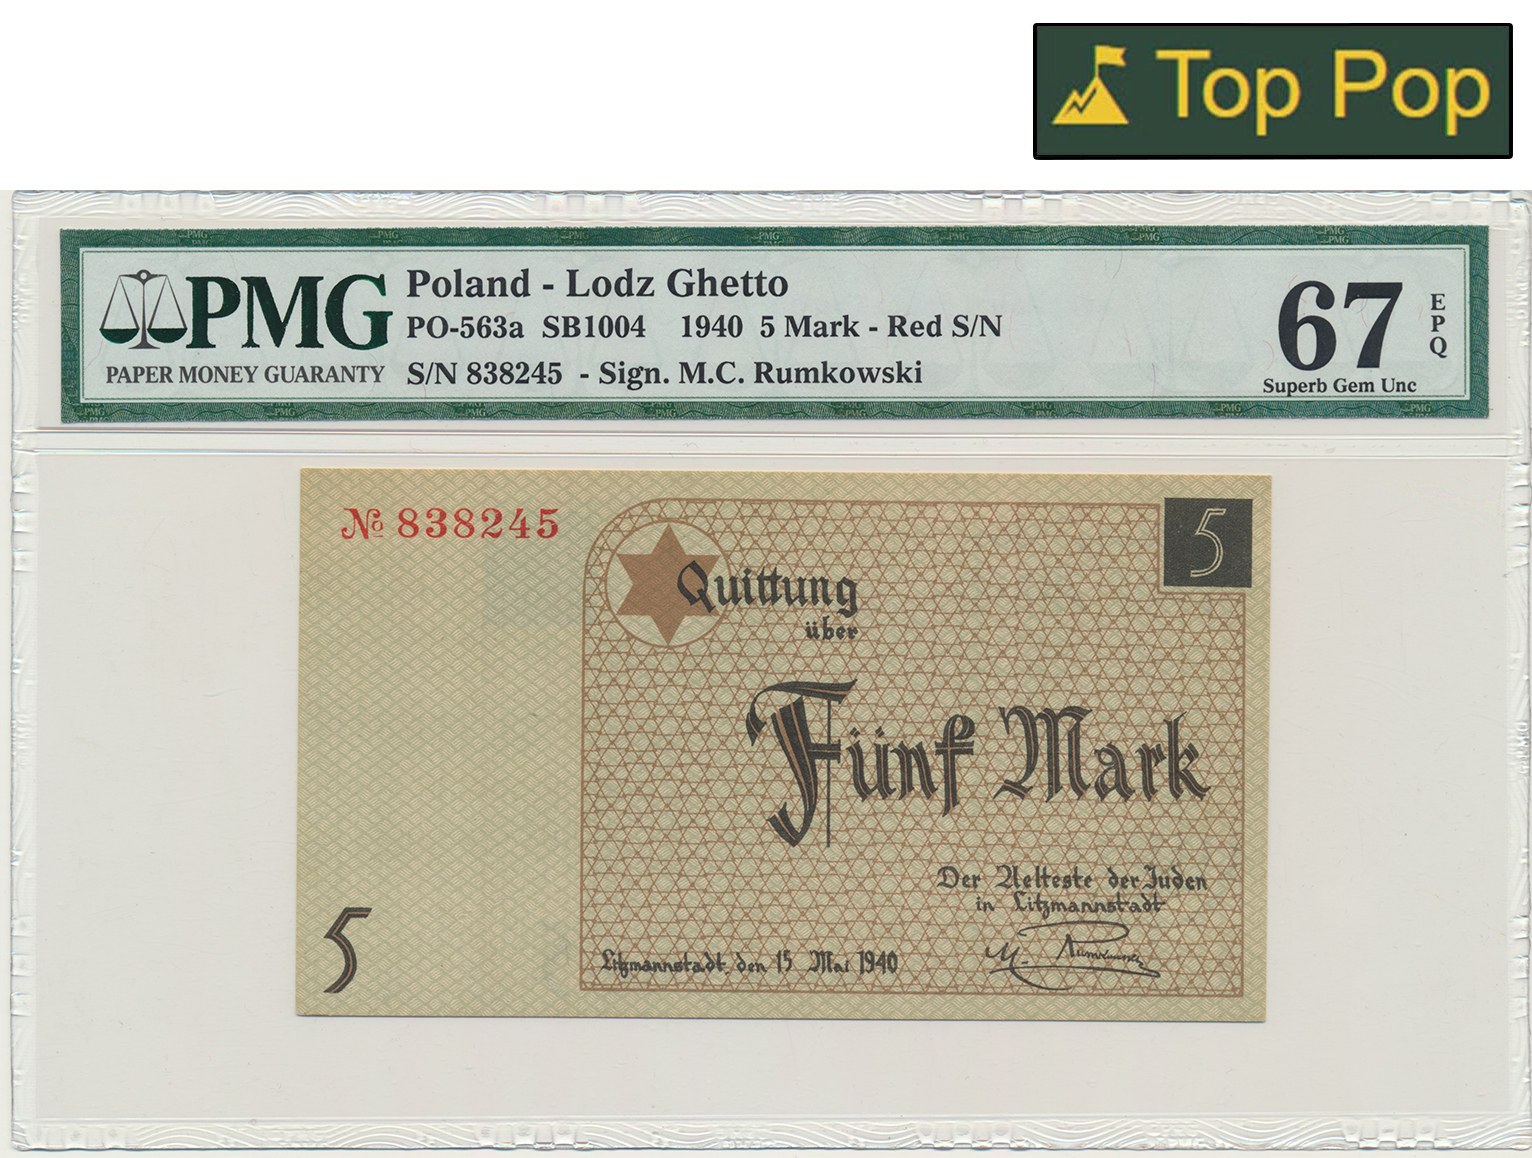 Top Pop
PMG
PAPER MONEY GUARANTY
Poland - Lodz Ghetto
PO-563a SB1004 1940 5 Mark - Red S/N
S/N 838245 - Sign. M.C. Rumkowski
67
EPQ
Superb Gem Unc
№ 838245
5
Quittung
über
Fünf Mark
Der Aelteste der Juden
in Litzmannstadt
5
Litzmannstadt, den 15 Mai 1940
M. Rumkowski